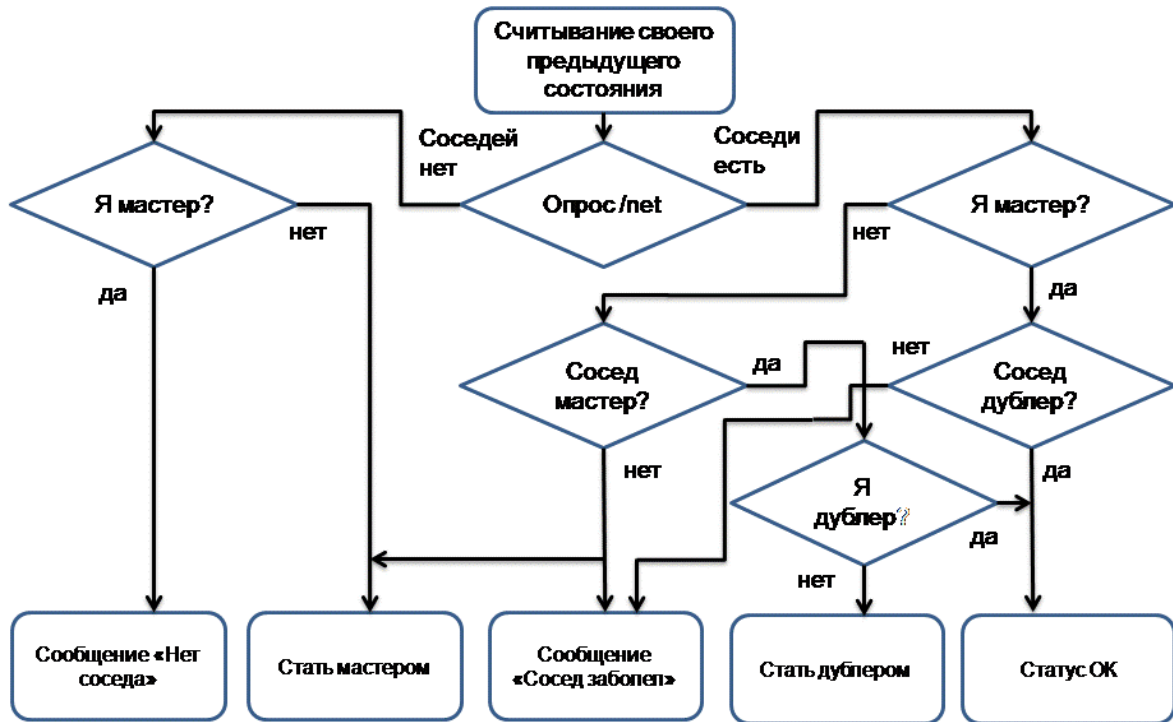 Считывание своего
предыдущего
состояния
Соседей
нет
Соседи
есть
Я мастер?
Опрос /net
Я мастер?
нет
нет
да
да
Сосед
мастер?
да
нет
Сосед
дублер?
нет
да
Я
дублер?
да
нет
Сообщение «Нет
соседа»
Стать мастером
Сообщение
«Сосед заболел»
Стать дублером
Статус ОК